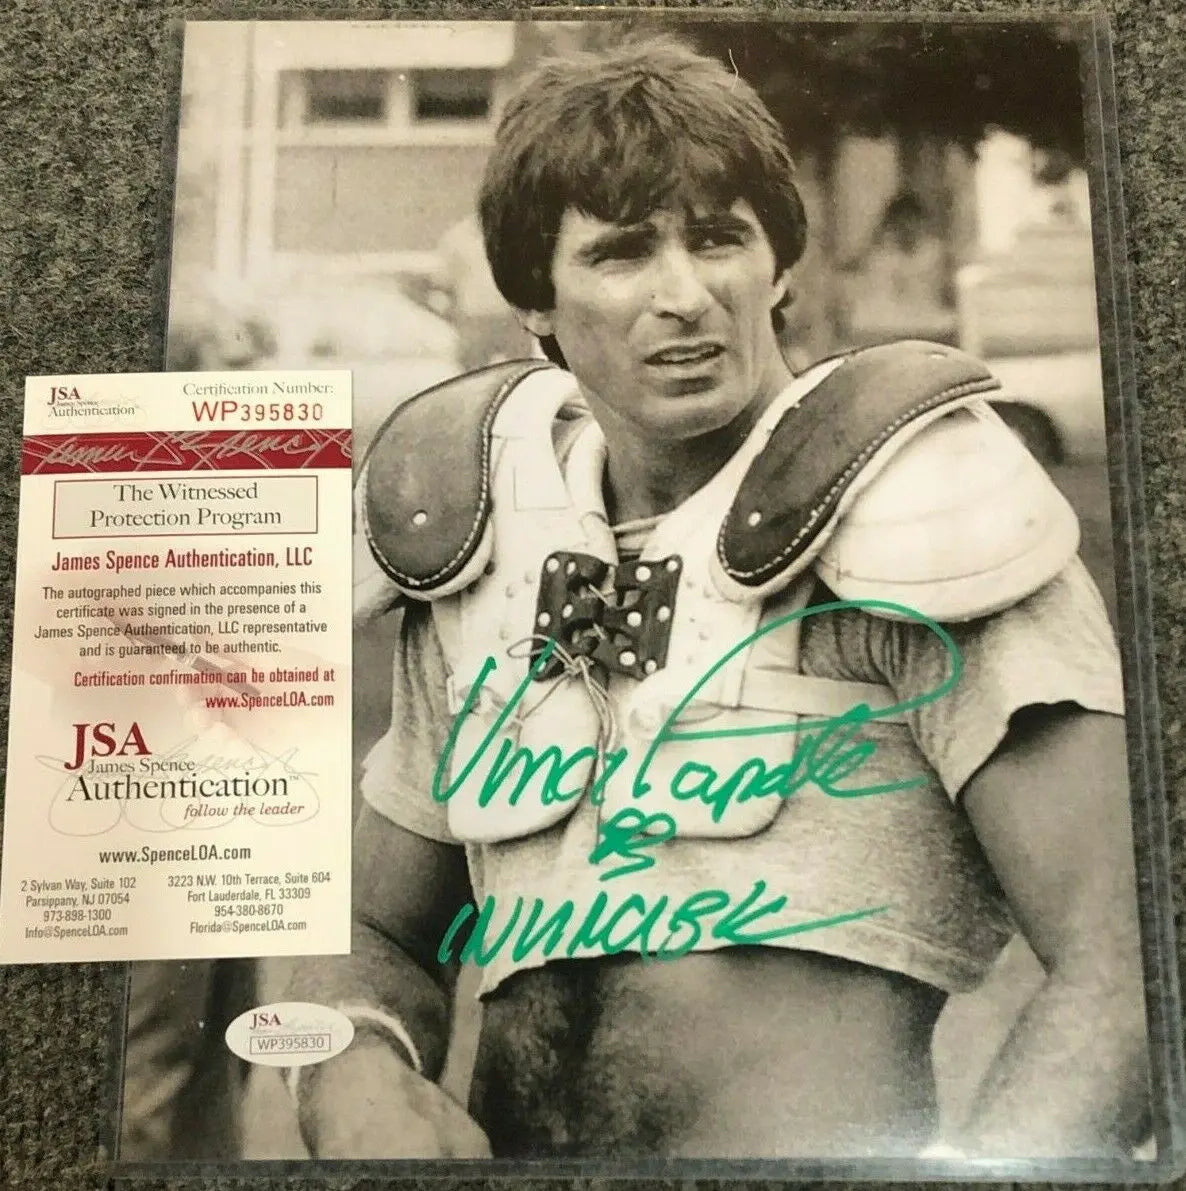 JSA
James Spence
Authentication
Certification Number:
WP395830
The Witnessed
Protection Program
James Spence Authentication, LLC
The autographed piece which accompanies this
certificate was signed in the presence of a
James Spence Authentication, LLC representative
and is guaranteed to be authentic.
Certification confirmation can be obtained at
www.SpenceLOA.com
JSA
James Spence
Authentication™
follow the leader
www.SpenceLOA.com
2 Sylvan Way, Suite 102
Parsippany, NJ 07054
973-898-1300
Info@SpenceLOA.com
3223 N.W. 10th Terrace, Suite 604
Fort Lauderdale, FL 33309
954-380-8670
Florida@SpenceLOA.com
Vince Papale
83
INVINCIBLE
JSA
WP395830